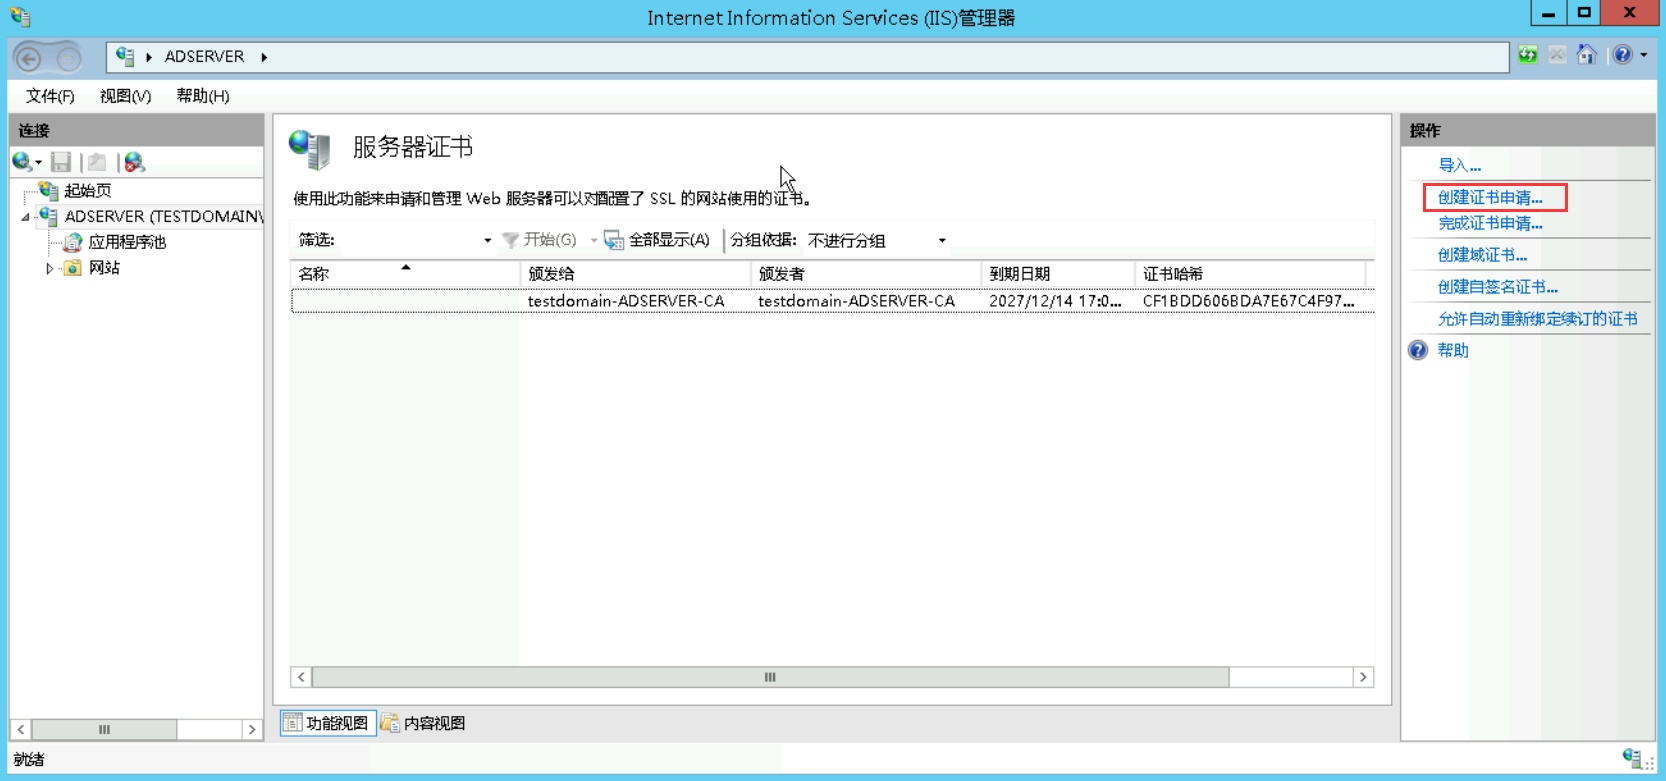 Internet Information Services (IIS)管理器
ADSERVER
文件(F) 视图(V) 帮助(H)
连接
起始页
ADSERVER (TESTDOMAIN\
应用程序池
网站
服务器证书
使用此功能来申请和管理 Web 服务器可以对配置了 SSL 的网站使用的证书。
筛选: 开始(G) 全部显示(A) 分组依据: 不进行分组
名称 颁发给 颁发者 到期日期 证书哈希
testdomain-ADSERVER-CA testdomain-ADSERVER-CA 2027/12/14 17:0... CF1BDD606BDA7E67C4F97...
功能视图 内容视图
操作
导入...
创建证书申请...
完成证书申请...
创建域证书...
创建自签名证书...
允许自动重新绑定续订的证书
帮助
就绪